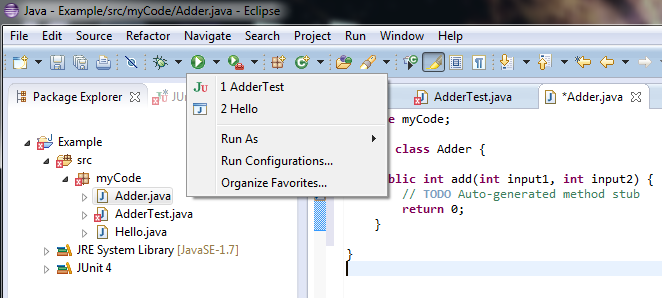 Java - Example/src/myCode/Adder.java - Eclipse
File Edit Source Refactor Navigate Search Project Run Window Help
Package Explorer JU
AdderTest.java *Adder.java
1 AdderTest
2 Hello
Run As
Run Configurations...
Organize Favorites...
Example
src
myCode
Adder.java
AdderTest.java
Hello.java
JRE System Library [JavaSE-1.7]
JUnit 4
myCode;
class Adder {
public int add(int input1, int input2) {
// TODO Auto-generated method stub
return 0;
}
}